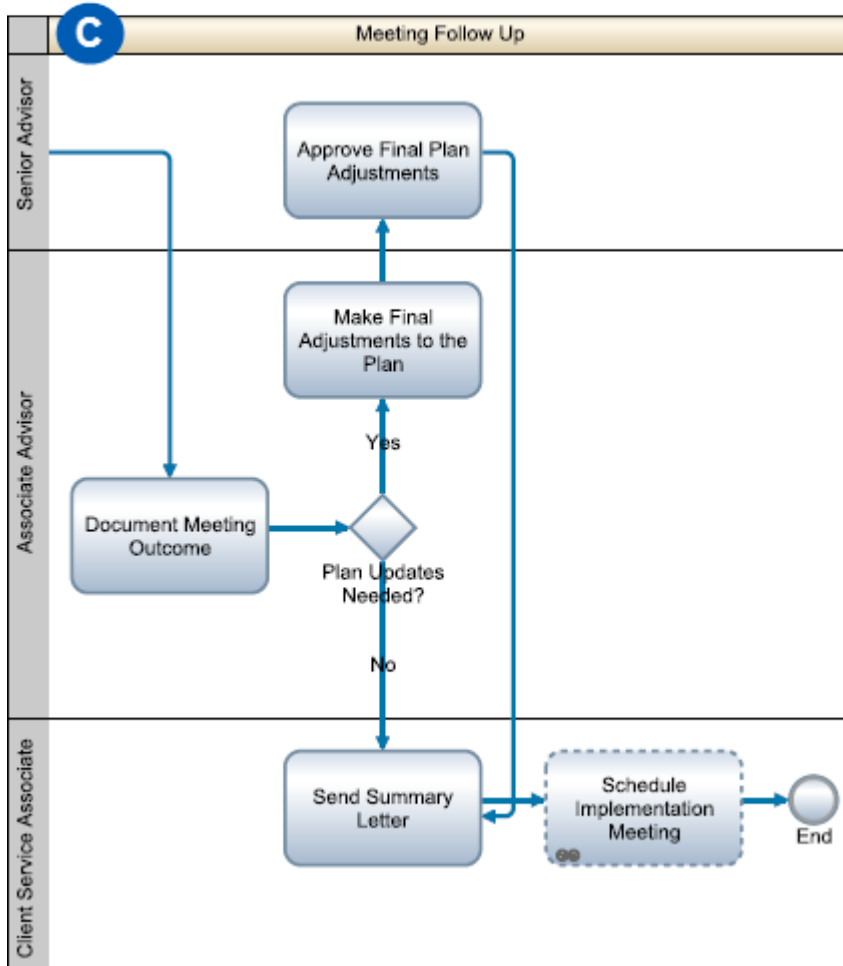 C
Meeting Follow Up
Senior Advisor
Approve Final Plan
Adjustments
Associate Advisor
Make Final
Adjustments to the
Plan
Yes
Document Meeting
Outcome
Plan Updates
Needed?
No
Client Service Associate
Send Summary
Letter
Schedule
Implementation
Meeting
End